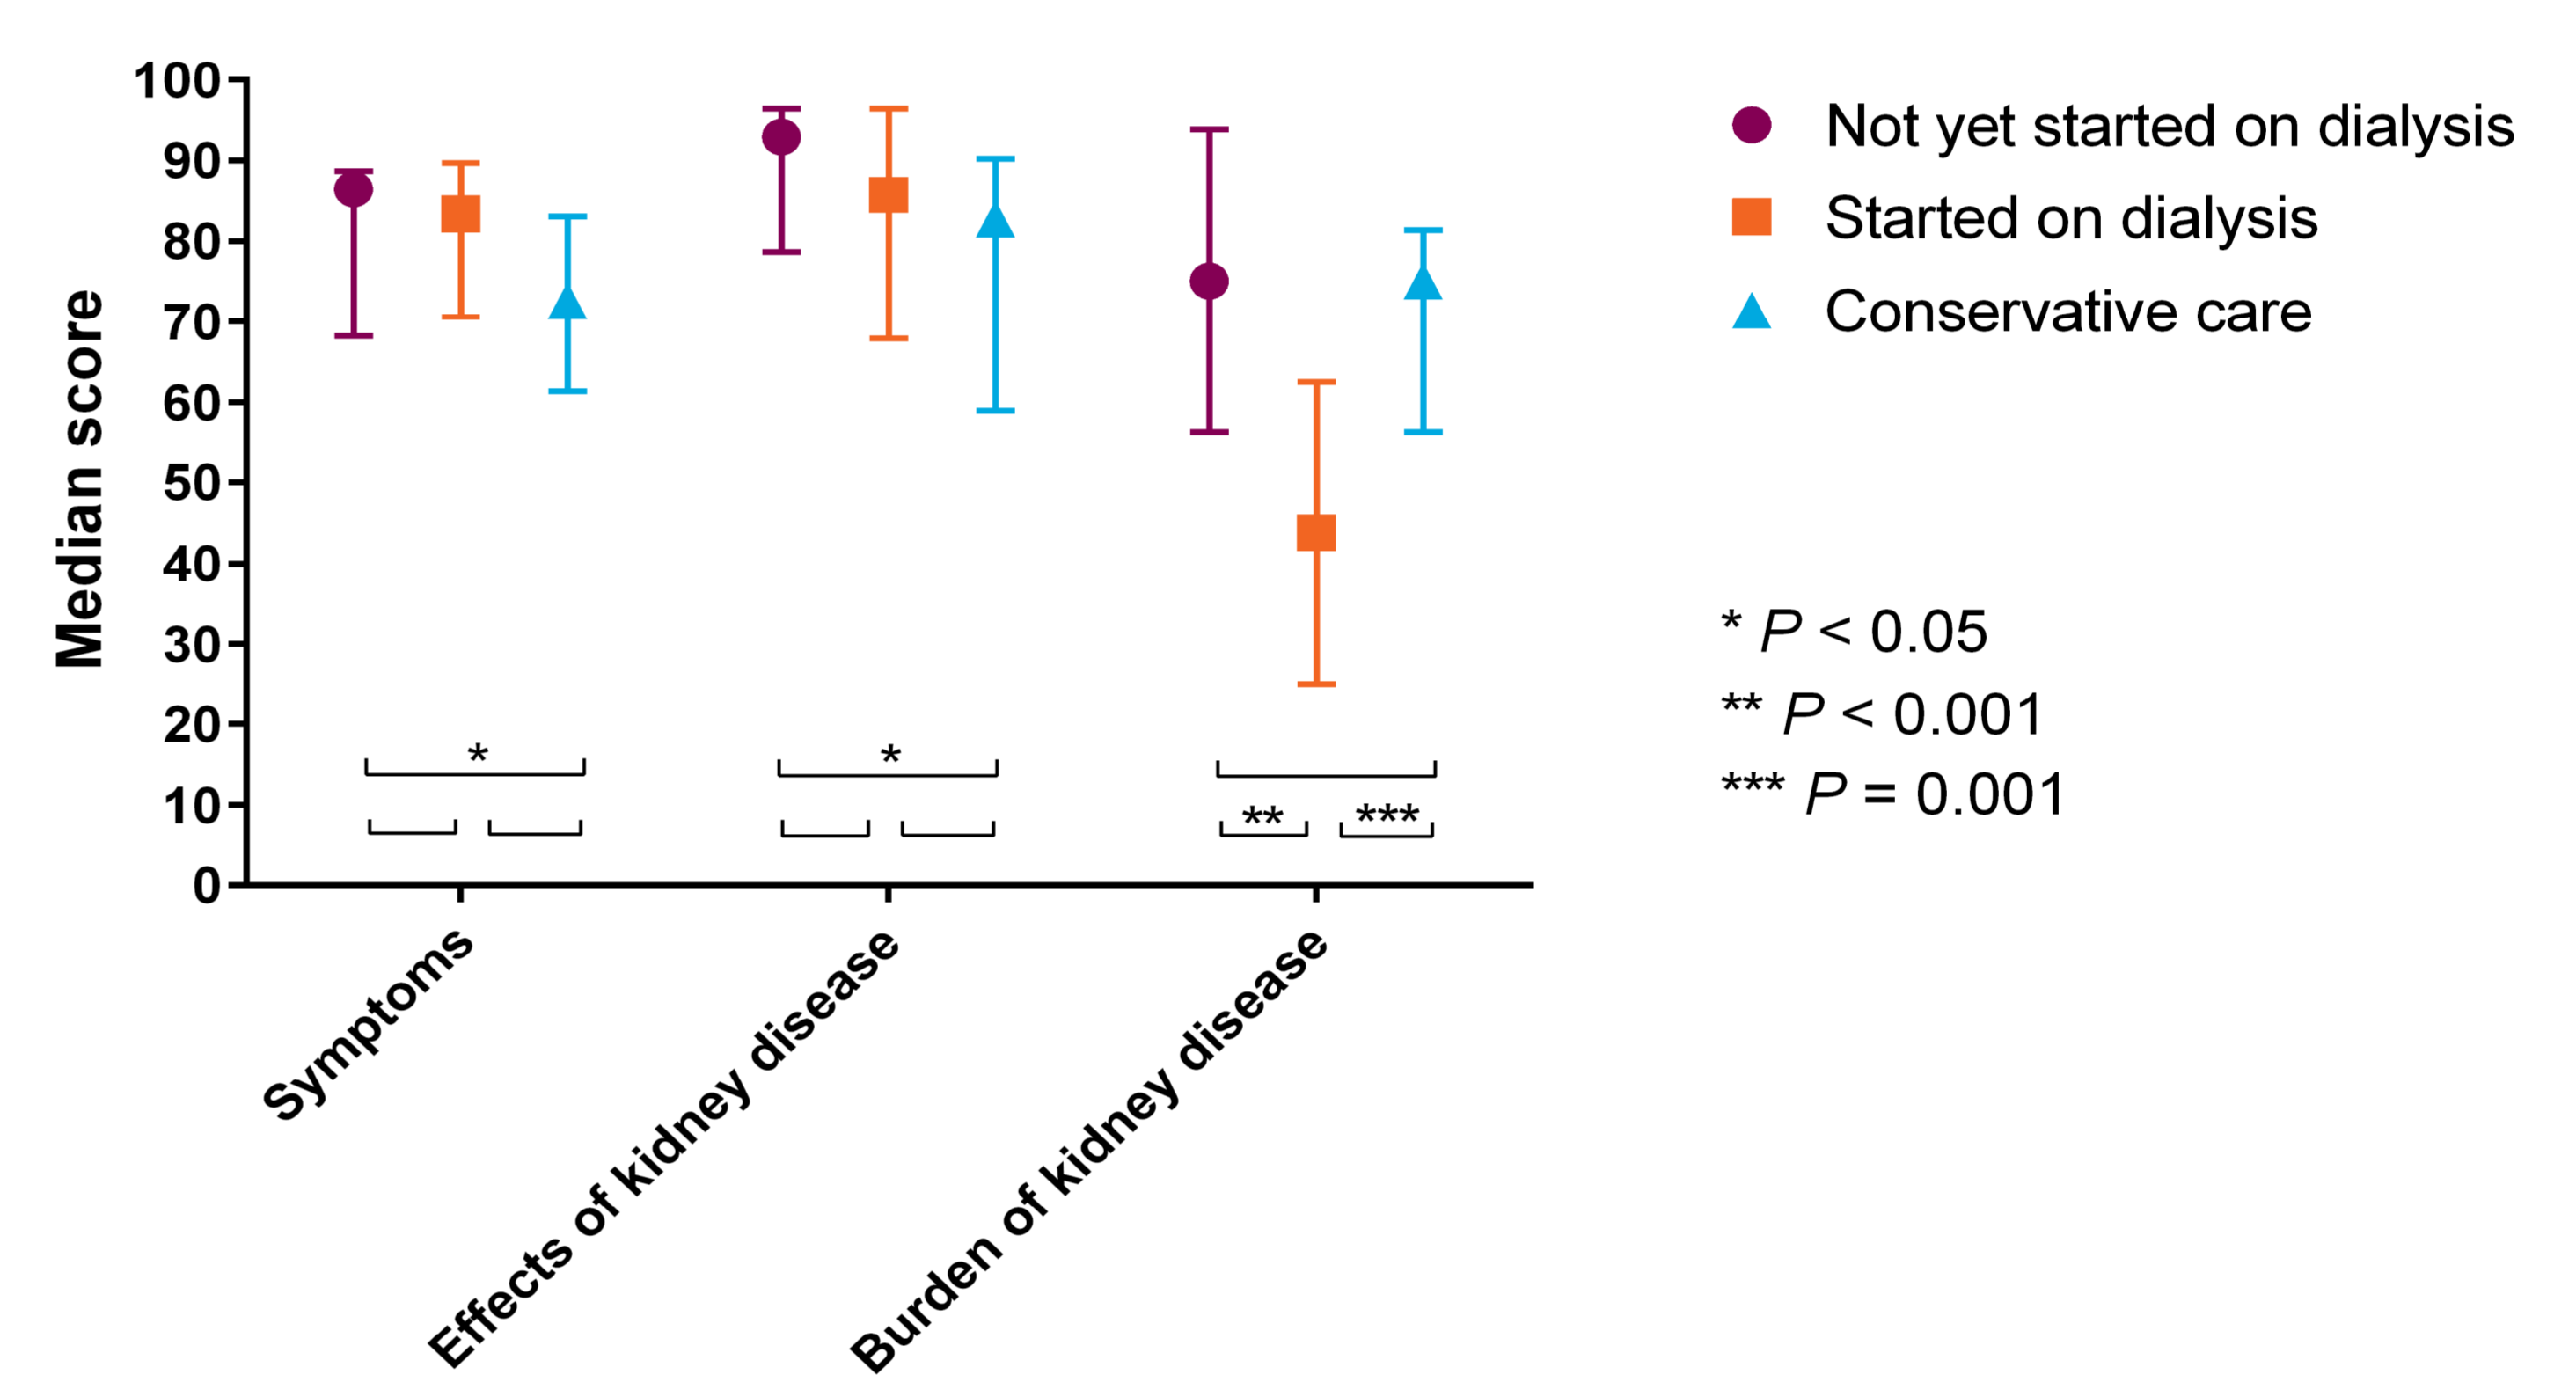 Median score
100
90
80
70
60
50
40
30
20
10
0
*
*
**
***
Symptoms
Effects of kidney disease
Burden of kidney disease
Not yet started on dialysis
Started on dialysis
Conservative care
* P < 0.05
** P < 0.001
*** P = 0.001